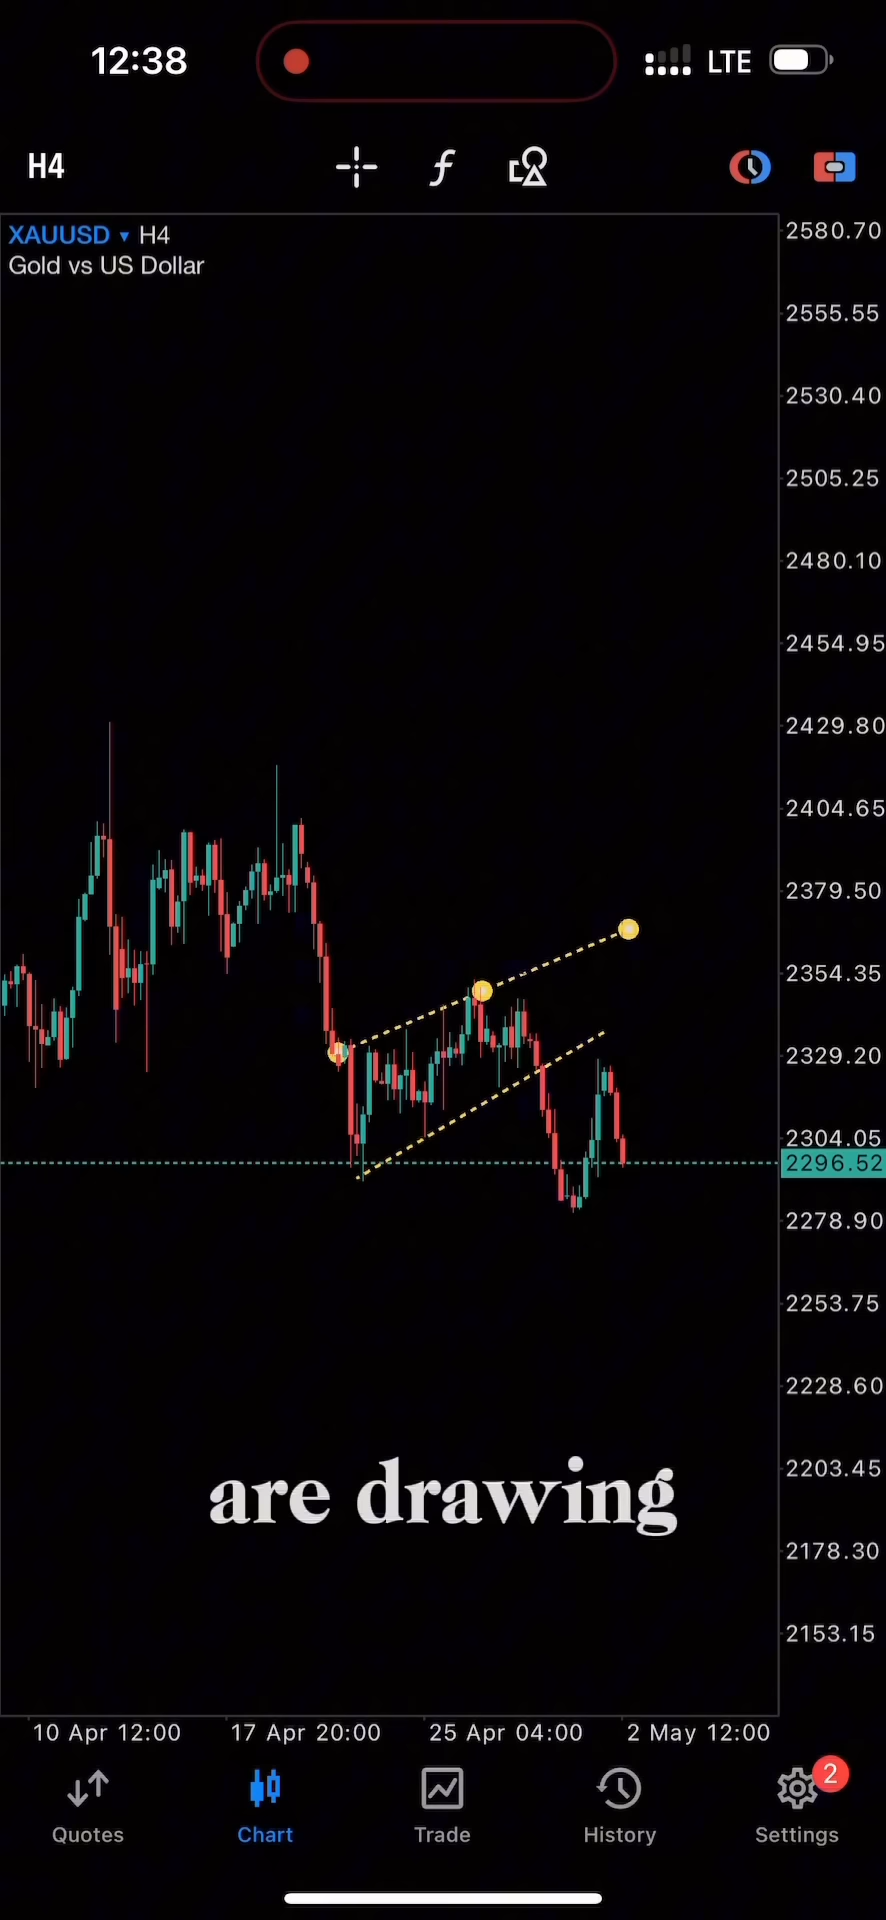 12:38 LTE
H4 f
XAUUSD ▾ H4
Gold vs US Dollar
2580.70
2555.55
2530.40
2505.25
2480.10
2454.95
2429.80
2404.65
2379.50
2354.35
2329.20
2304.05
2296.52
2278.90
2253.75
2228.60
are drawing
2203.45
2178.30
2153.15
10 Apr 12:00 17 Apr 20:00 25 Apr 04:00 2 May 12:00
2
Quotes Chart Trade History Settings